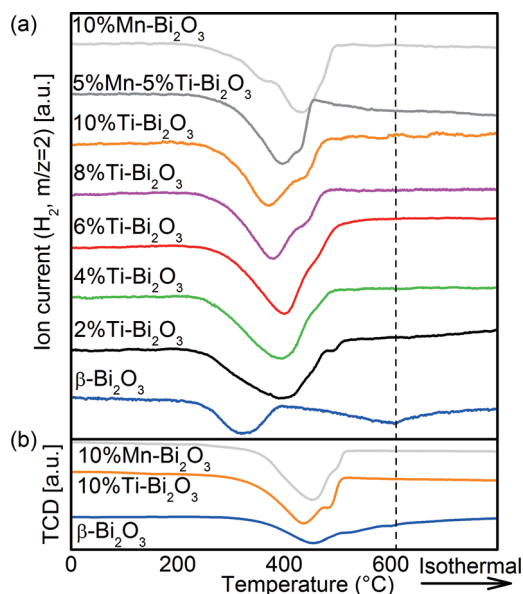 (a)
10%Mn-Bi₂O₃
5%Mn-5%Ti-Bi₂O₃
10%Ti-Bi₂O₃
8%Ti-Bi₂O₃
6%Ti-Bi₂O₃
4%Ti-Bi₂O₃
2%Ti-Bi₂O₃
β-Bi₂O₃
Ion current (H₂, m/z=2) [a.u.]
(b)
10%Mn-Bi₂O₃
10%Ti-Bi₂O₃
β-Bi₂O₃
TCD [a.u.]
0 200 400 600 Isothermal
Temperature (°C)